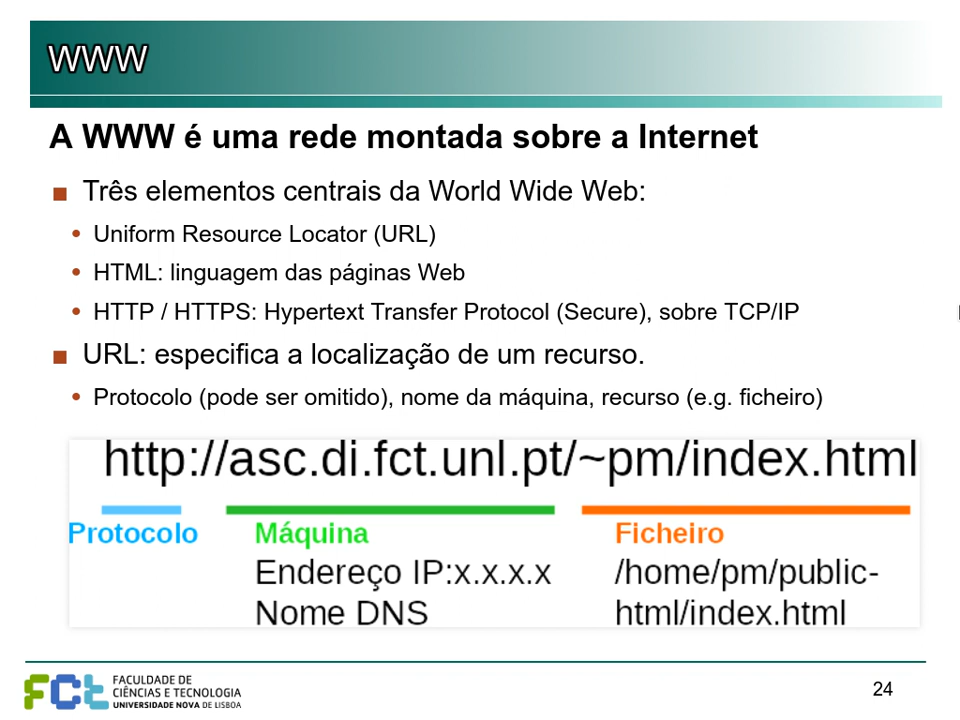 WWW
A WWW é uma rede montada sobre a Internet
Três elementos centrais da World Wide Web:
Uniform Resource Locator (URL)
HTML: linguagem das páginas Web
HTTP / HTTPS: Hypertext Transfer Protocol (Secure), sobre TCP/IP
URL: especifica a localização de um recurso.
Protocolo (pode ser omitido), nome da máquina, recurso (e.g. ficheiro)
http://asc.di.fct.unl.pt/~pm/index.html
Protocolo
Máquina
Endereço IP:x.x.x.x
Nome DNS
Ficheiro
/home/pm/public-
html/index.html
FCt
FACULDADE DE
CIÊNCIAS E TECNOLOGIA
UNIVERSIDADE NOVA DE LISBOA
24